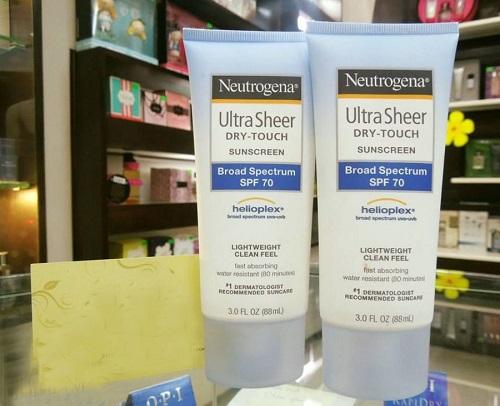 Neutrogena®
Ultra Sheer
DRY-TOUCH
SUNSCREEN
Broad Spectrum
SPF 70
helioplex®
broad spectrum uva·uvb
LIGHTWEIGHT
CLEAN FEEL
fast absorbing
water resistant (80 minutes)
#1 DERMATOLOGIST
RECOMMENDED SUNCARE
3.0 FL OZ (88mL)
Neutrogena®
Ultra Sheer
DRY-TOUCH
SUNSCREEN
Broad Spectrum
SPF 70
helioplex®
broad spectrum uva·uvb
LIGHTWEIGHT
CLEAN FEEL
fast absorbing
water resistant (80 minutes)
#1 DERMATOLOGIST
RECOMMENDED SUNCARE
3.0 FL OZ (88mL)
O·P·I
RAPIDRY